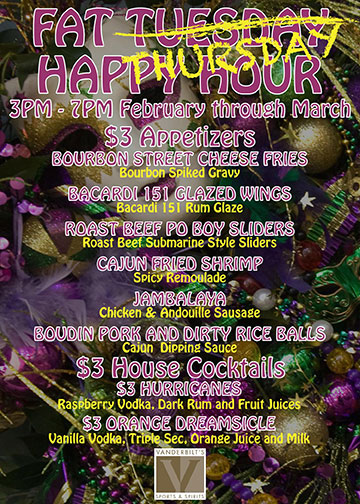 FAT TUESDAY
THURSDAY
HAPPY HOUR
3PM - 7PM February through March
$3 Appetizers
BOURBON STREET CHEESE FRIES
Bourbon Spiked Gravy
BACARDI 151 GLAZED WINGS
Bacardi 151 Rum Glaze
ROAST BEEF PO BOY SLIDERS
Roast Beef Submarine Style Sliders
CAJUN FRIED SHRIMP
Spicy Remoulade
JAMBALAYA
Chicken & Andouille Sausage
BOUDIN PORK AND DIRTY RICE BALLS
Cajun Dipping Sauce
$3 House Cocktails
$3 HURRICANES
Raspberry Vodka, Dark Rum and Fruit Juices
$3 ORANGE DREAMSICLE
Vanilla Vodka, Triple Sec, Orange Juice and Milk
VANDERBILT'S
V
SPORTS & SPIRITS